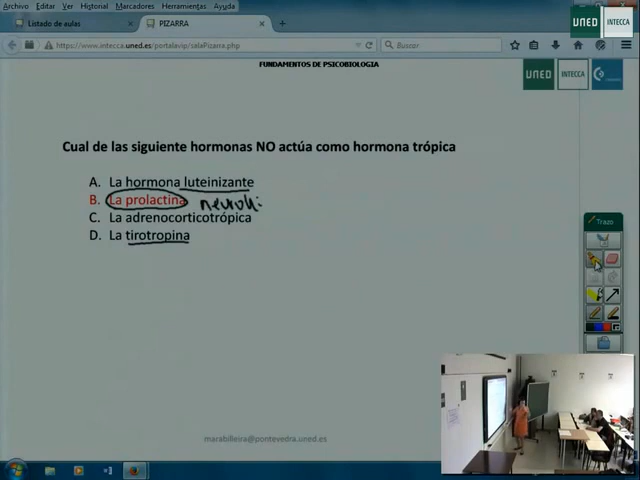 Archivo Editar Ver Historial Marcadores Herramientas Ayuda
Listado de aulas
PIZARRA
https://www.intecca.uned.es/portalavip/salaPizarra.php
Buscar
UNED INTECCA
FUNDAMENTOS DE PSICOBIOLOGIA
UNED INTECCA
Cual de las siguiente hormonas NO actúa como hormona trópica
A. La hormona luteinizante
B. La prolactina
C. La adrenocorticotrópica
D. La tirotropina
Trazo
marabilleira@pontevedra.uned.es